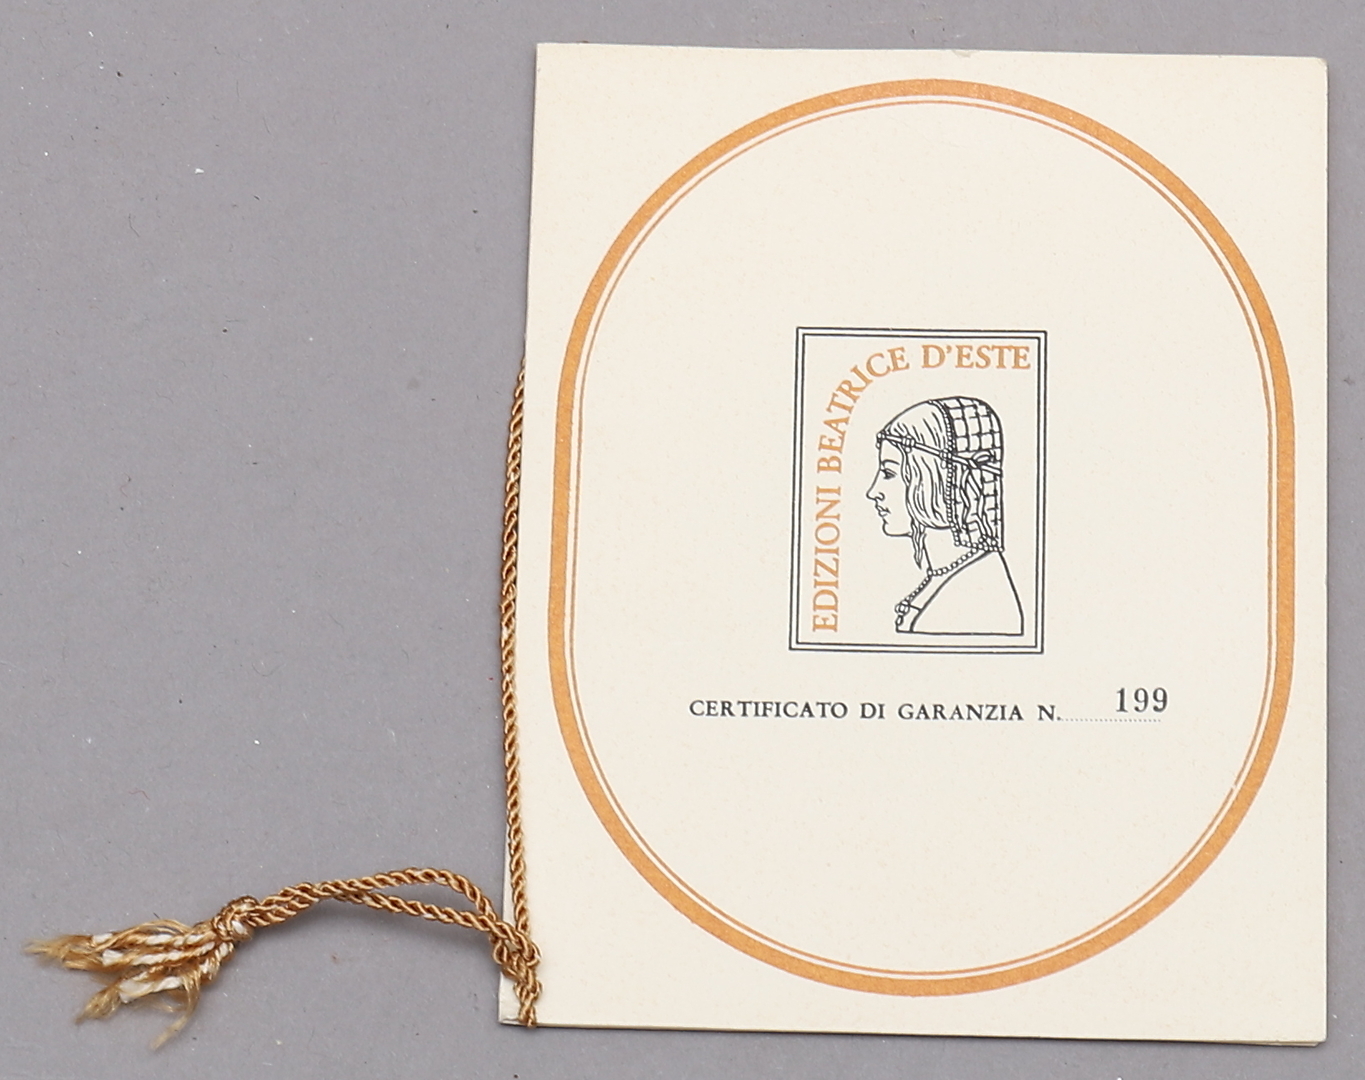 EDIZIONI BEATRICE D'ESTE
CERTIFICATO DI GARANZIA N. 199